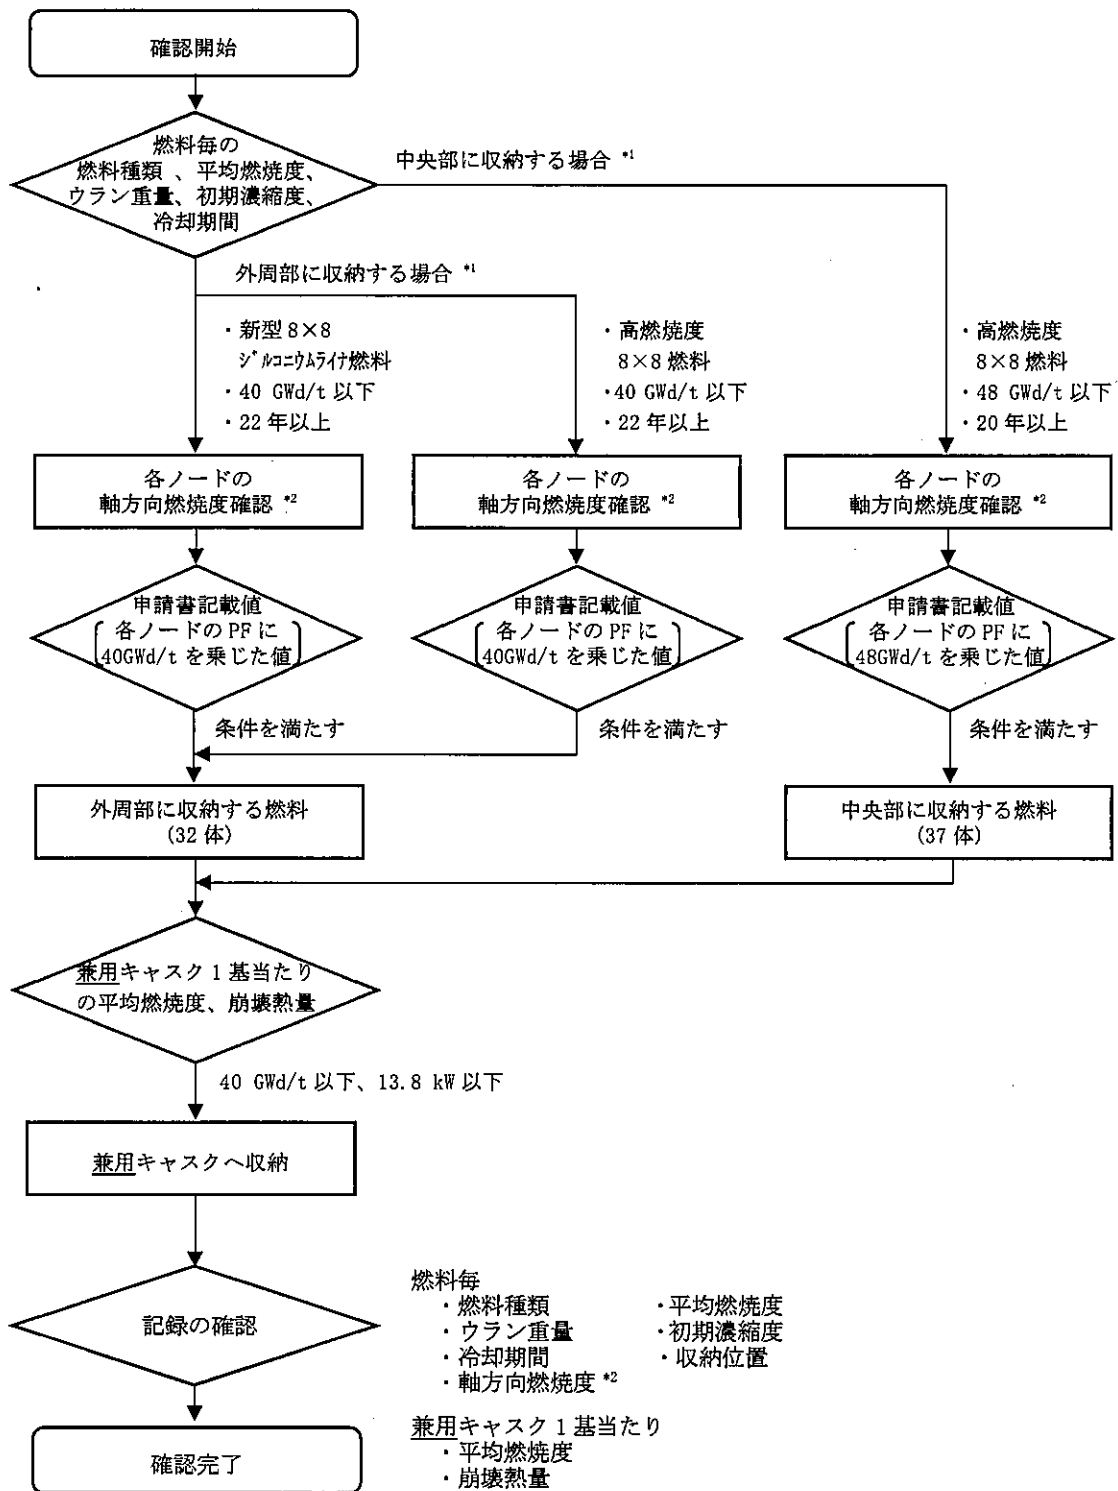 確認開始
燃料毎の
燃料種類 、平均燃焼度、
ウラン重量、初期濃縮度、
冷却期間
中央部に収納する場合 *1
外周部に収納する場合 *1
・新型 8×8
ｼﾞﾙｺﾆｳﾑﾗｲﾅ燃料
・40 GWd/t 以下
・22 年以上
・高燃焼度
8×8 燃料
・40 GWd/t 以下
・22 年以上
・高燃焼度
8×8 燃料
・48 GWd/t 以下
・20 年以上
各ノードの
軸方向燃焼度確認 *2
各ノードの
軸方向燃焼度確認 *2
各ノードの
軸方向燃焼度確認 *2
申請書記載値
各ノードの PF に
40GWd/t を乗じた値
申請書記載値
各ノードの PF に
40GWd/t を乗じた値
申請書記載値
各ノードの PF に
48GWd/t を乗じた値
条件を満たす
条件を満たす
条件を満たす
外周部に収納する燃料
(32 体)
中央部に収納する燃料
(37 体)
兼用キャスク 1 基当たり
の平均燃焼度、崩壊熱量
40 GWd/t 以下、13.8 kW 以下
兼用キャスクへ収納
記録の確認
燃料毎
・燃料種類 ・平均燃焼度
・ウラン重量 ・初期濃縮度
・冷却期間 ・収納位置
・軸方向燃焼度 *2
兼用キャスク 1 基当たり
・平均燃焼度
・崩壊熱量
確認完了